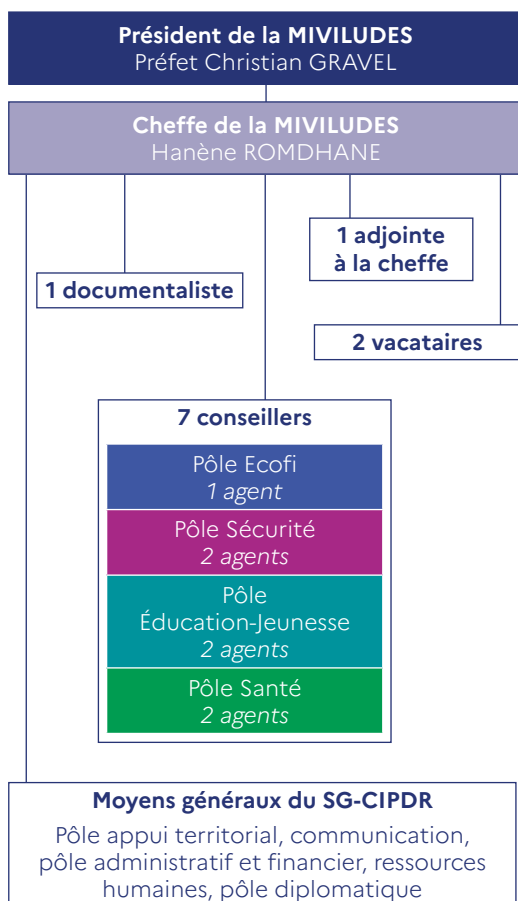 Président de la MIVILUDES
Préfet Christian GRAVEL
Cheffe de la MIVILUDES
Hanène ROMDHANE
1 adjointe
à la cheffe
1 documentaliste
2 vacataires
7 conseillers
Pôle Ecofi
1 agent
Pôle Sécurité
2 agents
Pôle
Éducation-Jeunesse
2 agents
Pôle Santé
2 agents
Moyens généraux du SG-CIPDR
Pôle appui territorial, communication,
pôle administratif et financier, ressources
humaines, pôle diplomatique